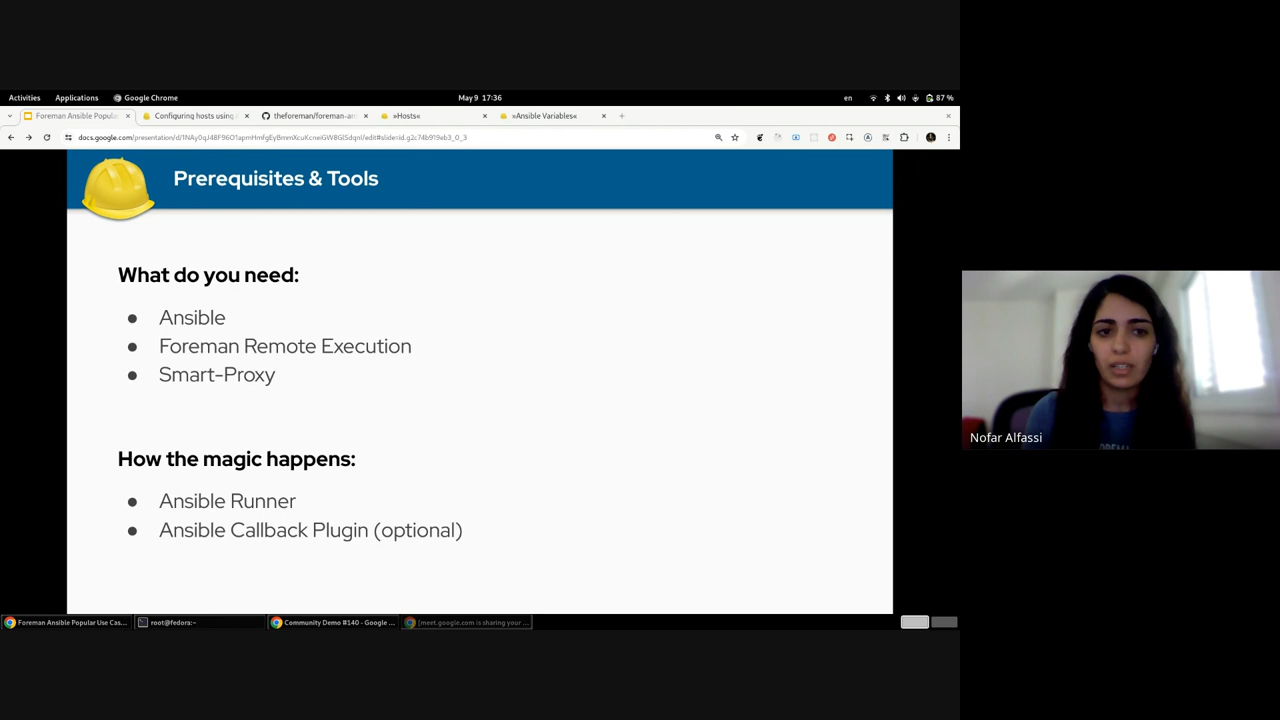 Activities Applications Google Chrome May 9 17:36 en 87 %
Foreman Ansible Popula Configuring hosts using theforeman/foreman-an »Hosts« »Ansible Variables«
Prerequisites & Tools
What do you need:
Ansible
Foreman Remote Execution
Smart-Proxy
How the magic happens:
Ansible Runner
Ansible Callback Plugin (optional)
Nofar Alfassi
Foreman Ansible Popular Use Cas... root@fedora:~ Community Demo #140 - Google ... [meet.google.com is sharing your ...